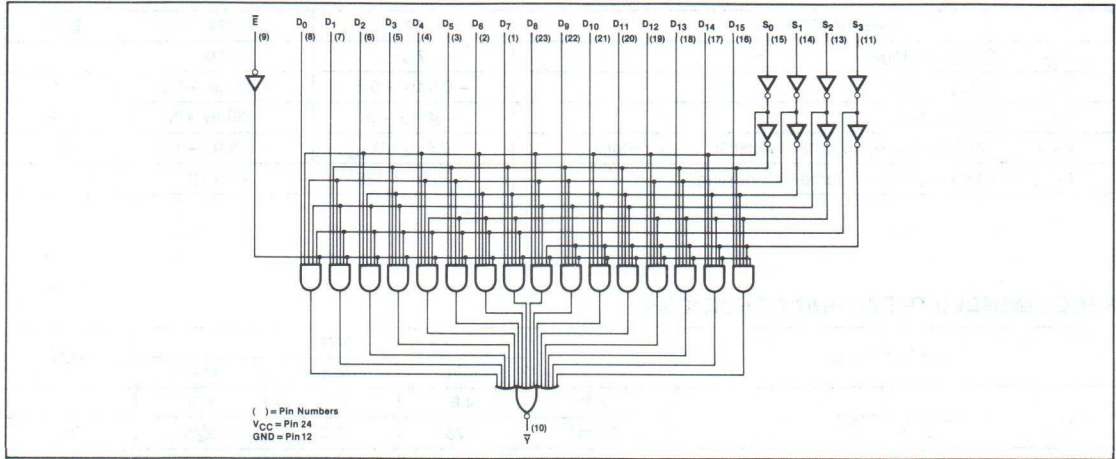 E̅ D0 D1 D2 D3 D4 D5 D6 D7 D8 D9 D10 D11 D12 D13 D14 D15 S0 S1 S2 S3
(9) (8) (7) (6) (5) (4) (3) (2) (1) (23) (22) (21) (20) (19) (18) (17) (16) (15) (14) (13) (11)
( ) = Pin Numbers
VCC = Pin 24
GND = Pin 12
(10)
Y̅